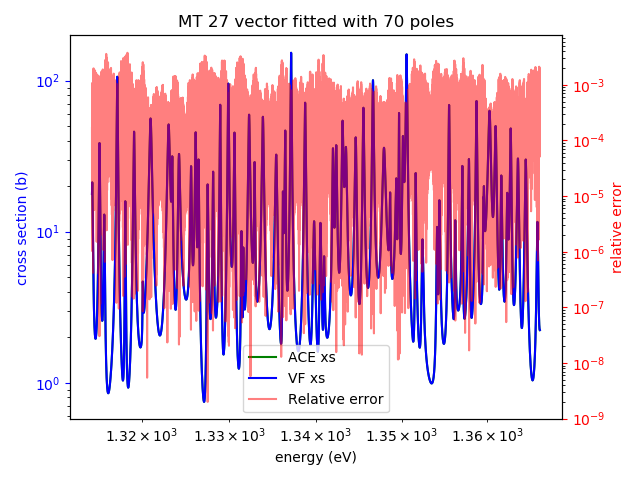 MT 27 vector fitted with 70 poles
cross section (b)
10²
10¹
10⁰
10⁻³
10⁻⁴
10⁻⁵
10⁻⁶
10⁻⁷
10⁻⁸
10⁻⁹
relative error
ACE xs
VF xs
Relative error
1.32 × 10³ 1.33 × 10³ 1.34 × 10³ 1.35 × 10³ 1.36 × 10³
energy (eV)